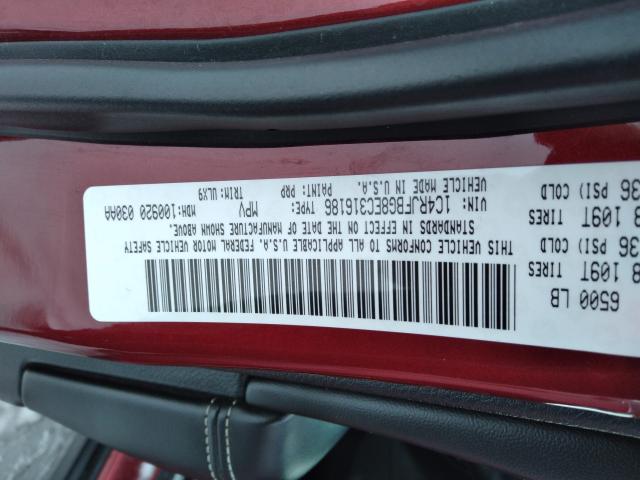 6500 LB
8 109T TIRES
36 PSI) COLD
8 109T TIRES
36 PSI) COLD
THIS VEHICLE CONFORMS TO ALL APPLICABLE U.S.A. FEDERAL MOTOR VEHICLE SAFETY
STANDARDS IN EFFECT ON THE DATE OF MANUFACTURE SHOWN ABOVE.
VIN: 1C4RJFBG8EC316186 TYPE: MPV MDH:100920 030AA
VEHICLE MADE IN U.S.A. PAINT: PRP TRIM: ULX9